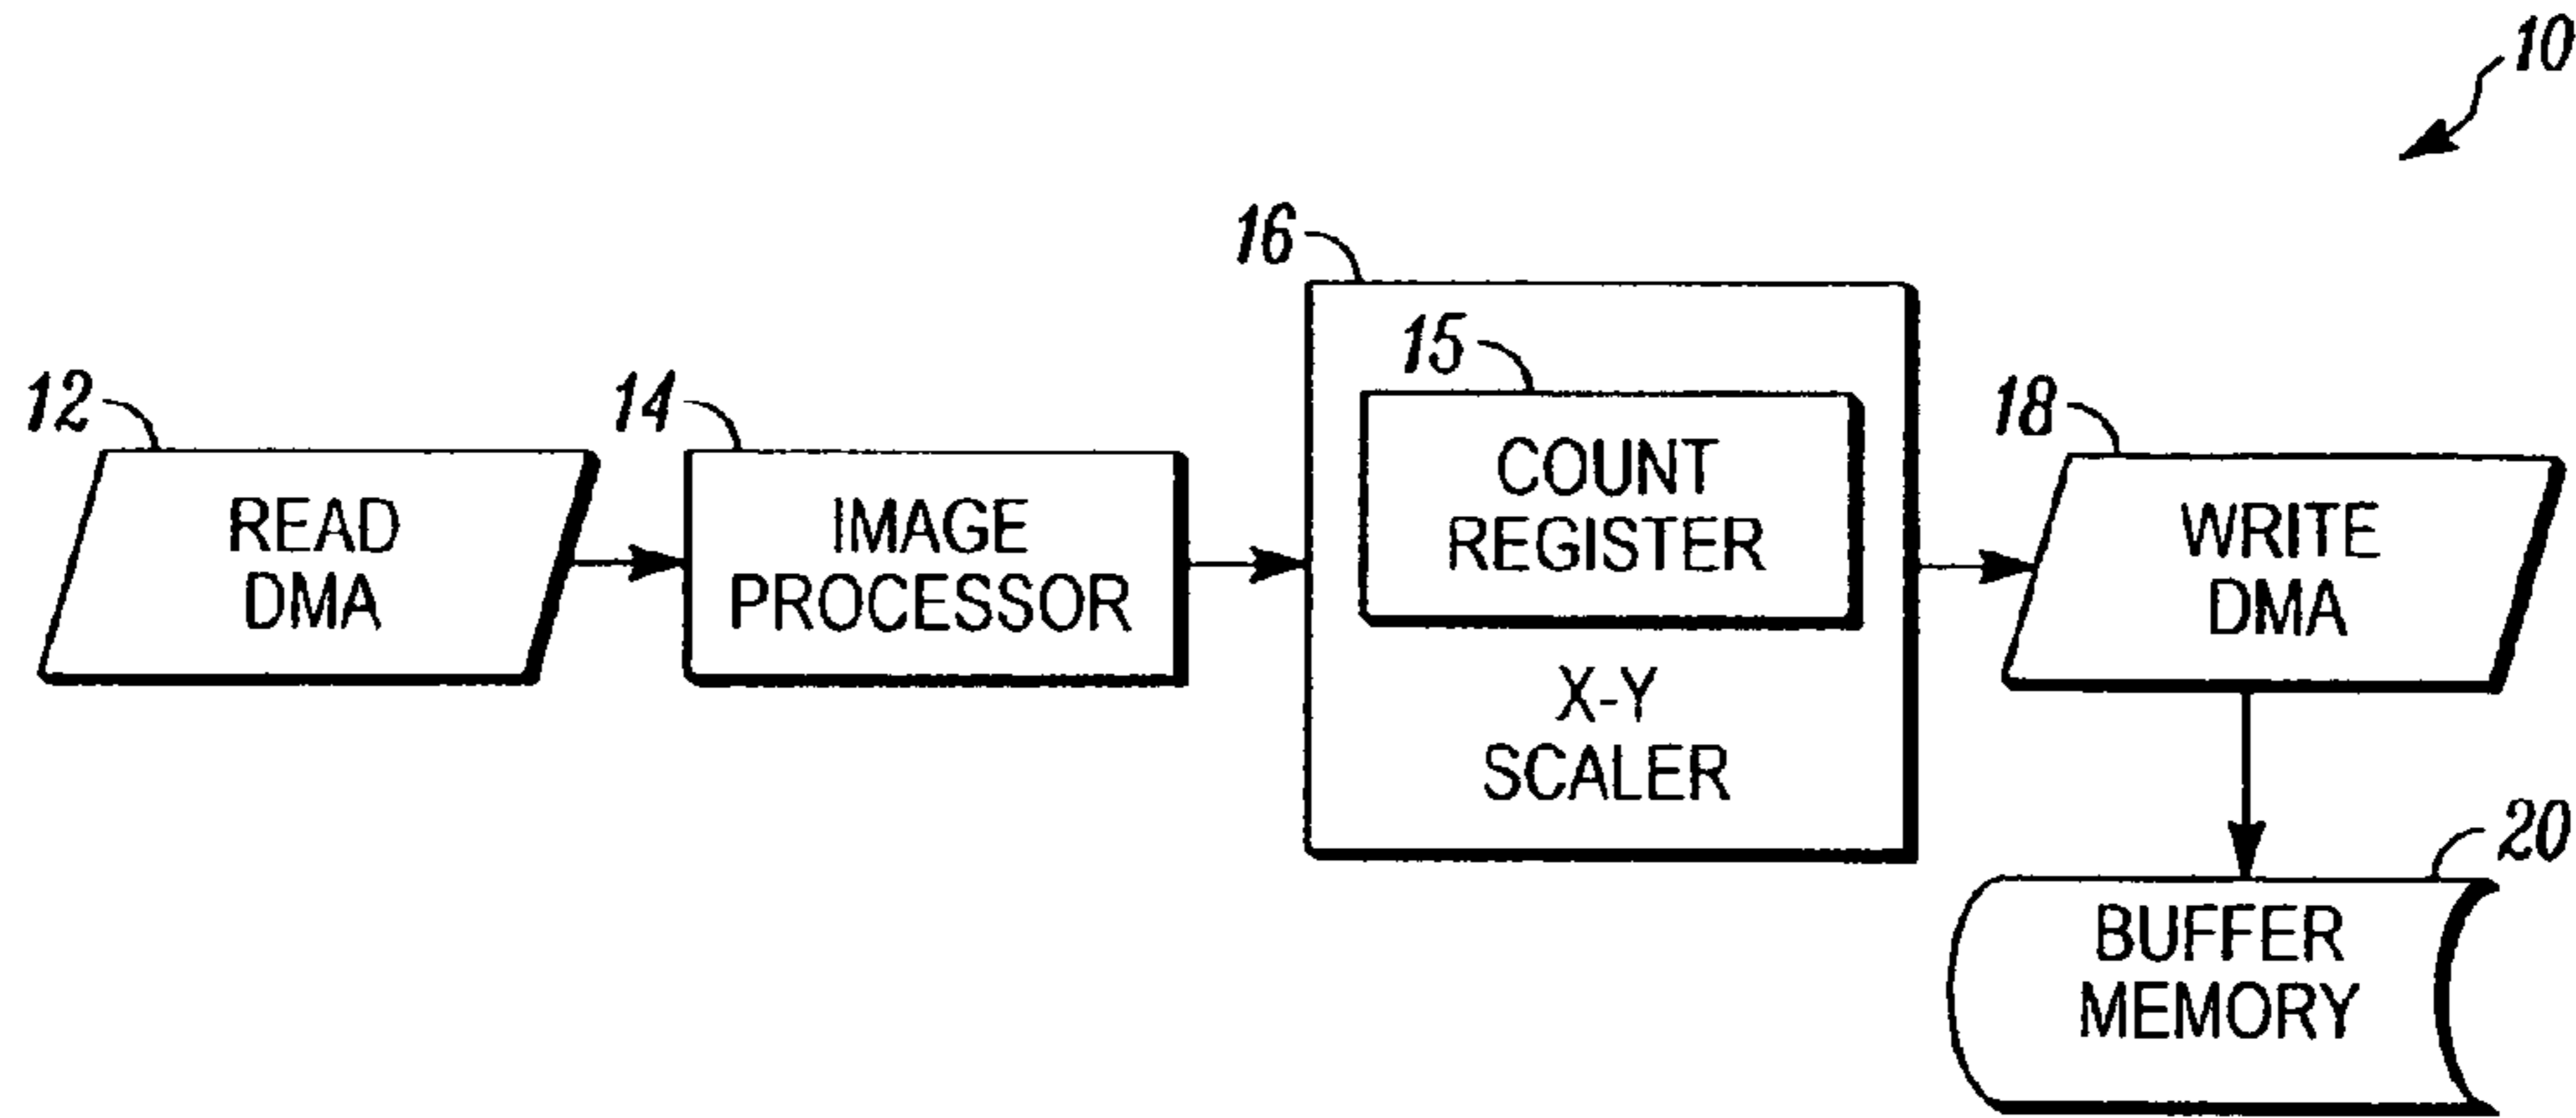 10
16
15
12
14
18
COUNT
REGISTER
READ
DMA
IMAGE
PROCESSOR
WRITE
DMA
X-Y
SCALER
20
BUFFER
MEMORY